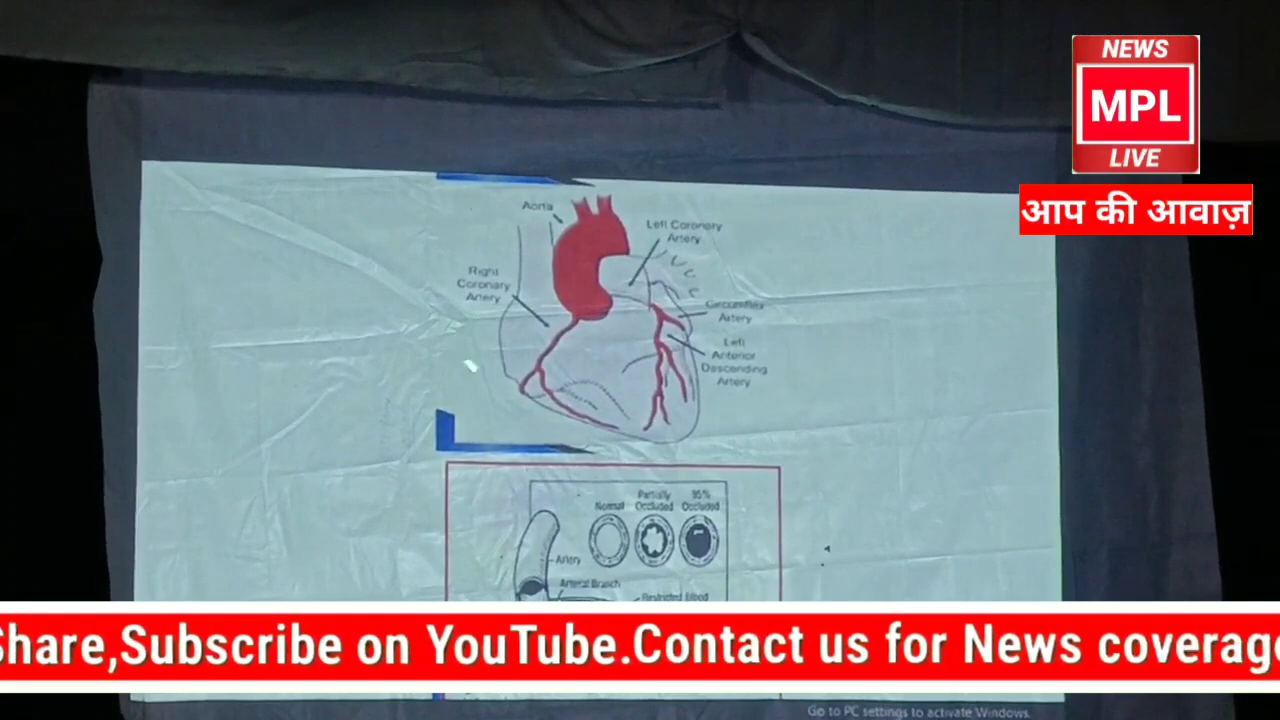 NEWS
MPL
LIVE
आप की आवाज़
Aorta
Left Coronary
Artery
Right
Coronary
Artery
Circumflex
Artery
Left
Anterior
Descending
Artery
Normal
Partially
Occluded
95%
Occluded
Artery
Arterial Branch
Restricted Blood
Share,Subscribe on YouTube.Contact us for News coverage
Go to PC settings to activate Windows.